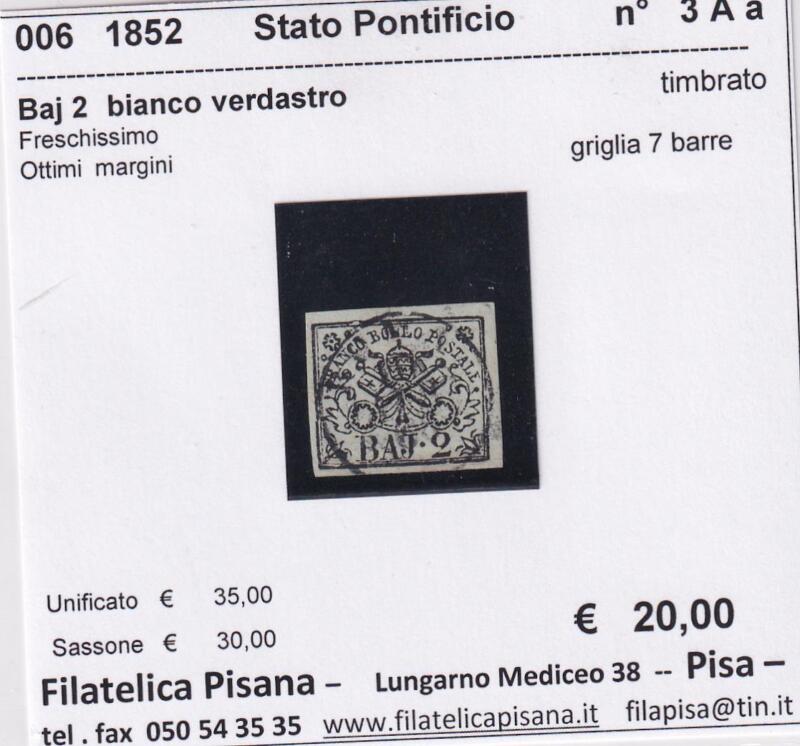 006 1852 Stato Pontificio n° 3 A a
--------------------------------------------------
Baj 2 bianco verdastro timbrato
Freschissimo
Ottimi margini griglia 7 barre
FRANCO BOLLO POSTALE
BAJ·2
Unificato € 35,00
Sassone € 30,00 € 20,00
Filatelica Pisana – Lungarno Mediceo 38 -- Pisa –
tel . fax 050 54 35 35 www.filatelicapisana.it filapisa@tin.it